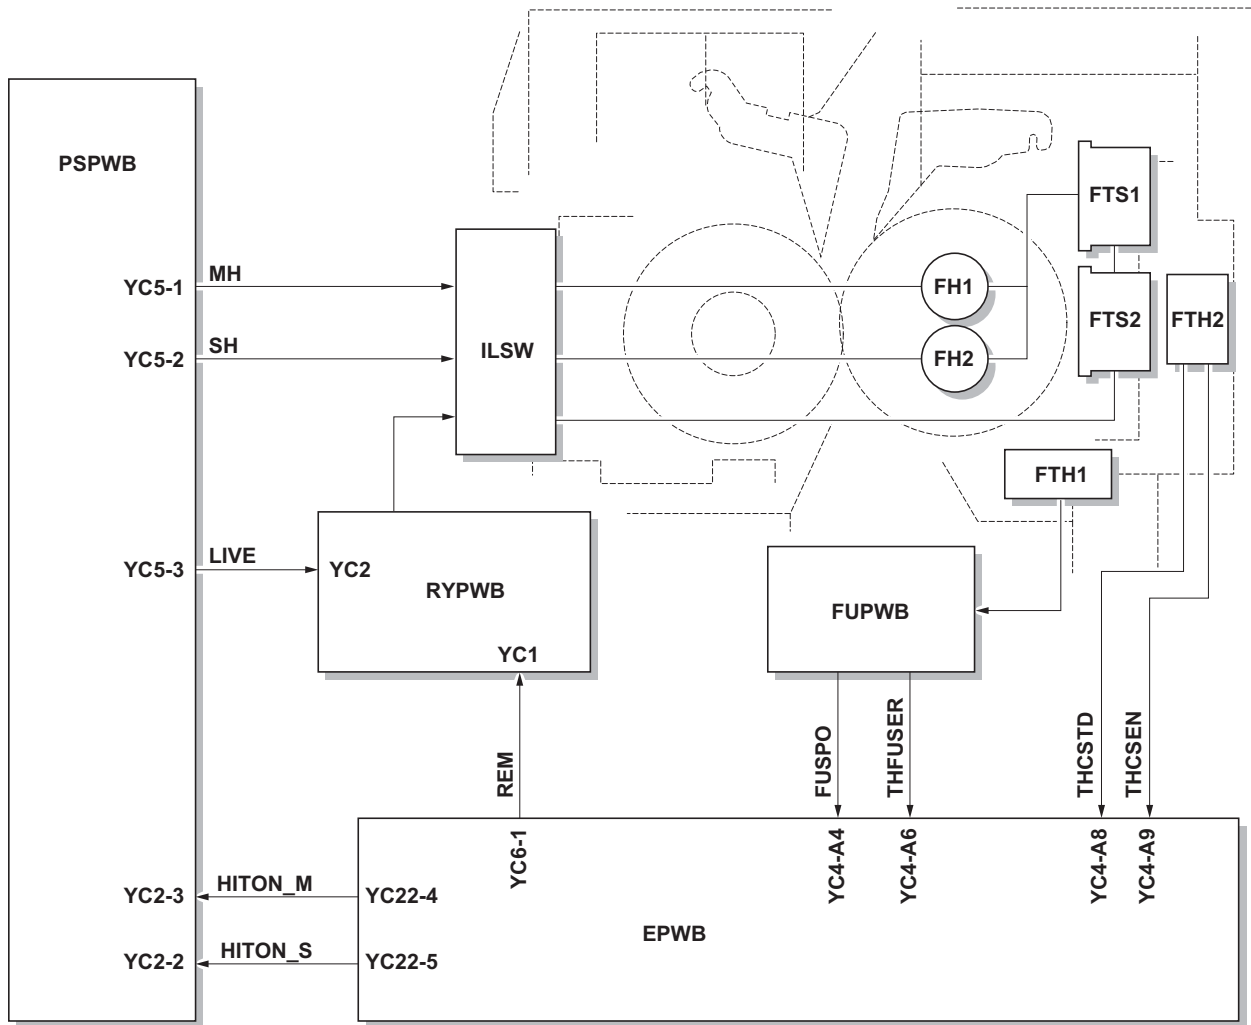 PSPWB
FTS1
YC5-1
MH
FH1
FTS2
FTH2
YC5-2
SH
ILSW
FH2
FTH1
YC5-3
LIVE
YC2
RYPWB
FUPWB
YC1
REM
FUSPO
THFUSER
THCSTD
THCSEN
YC6-1
YC4-A4
YC4-A6
YC4-A8
YC4-A9
YC2-3
HITON_M
YC22-4
EPWB
YC2-2
HITON_S
YC22-5